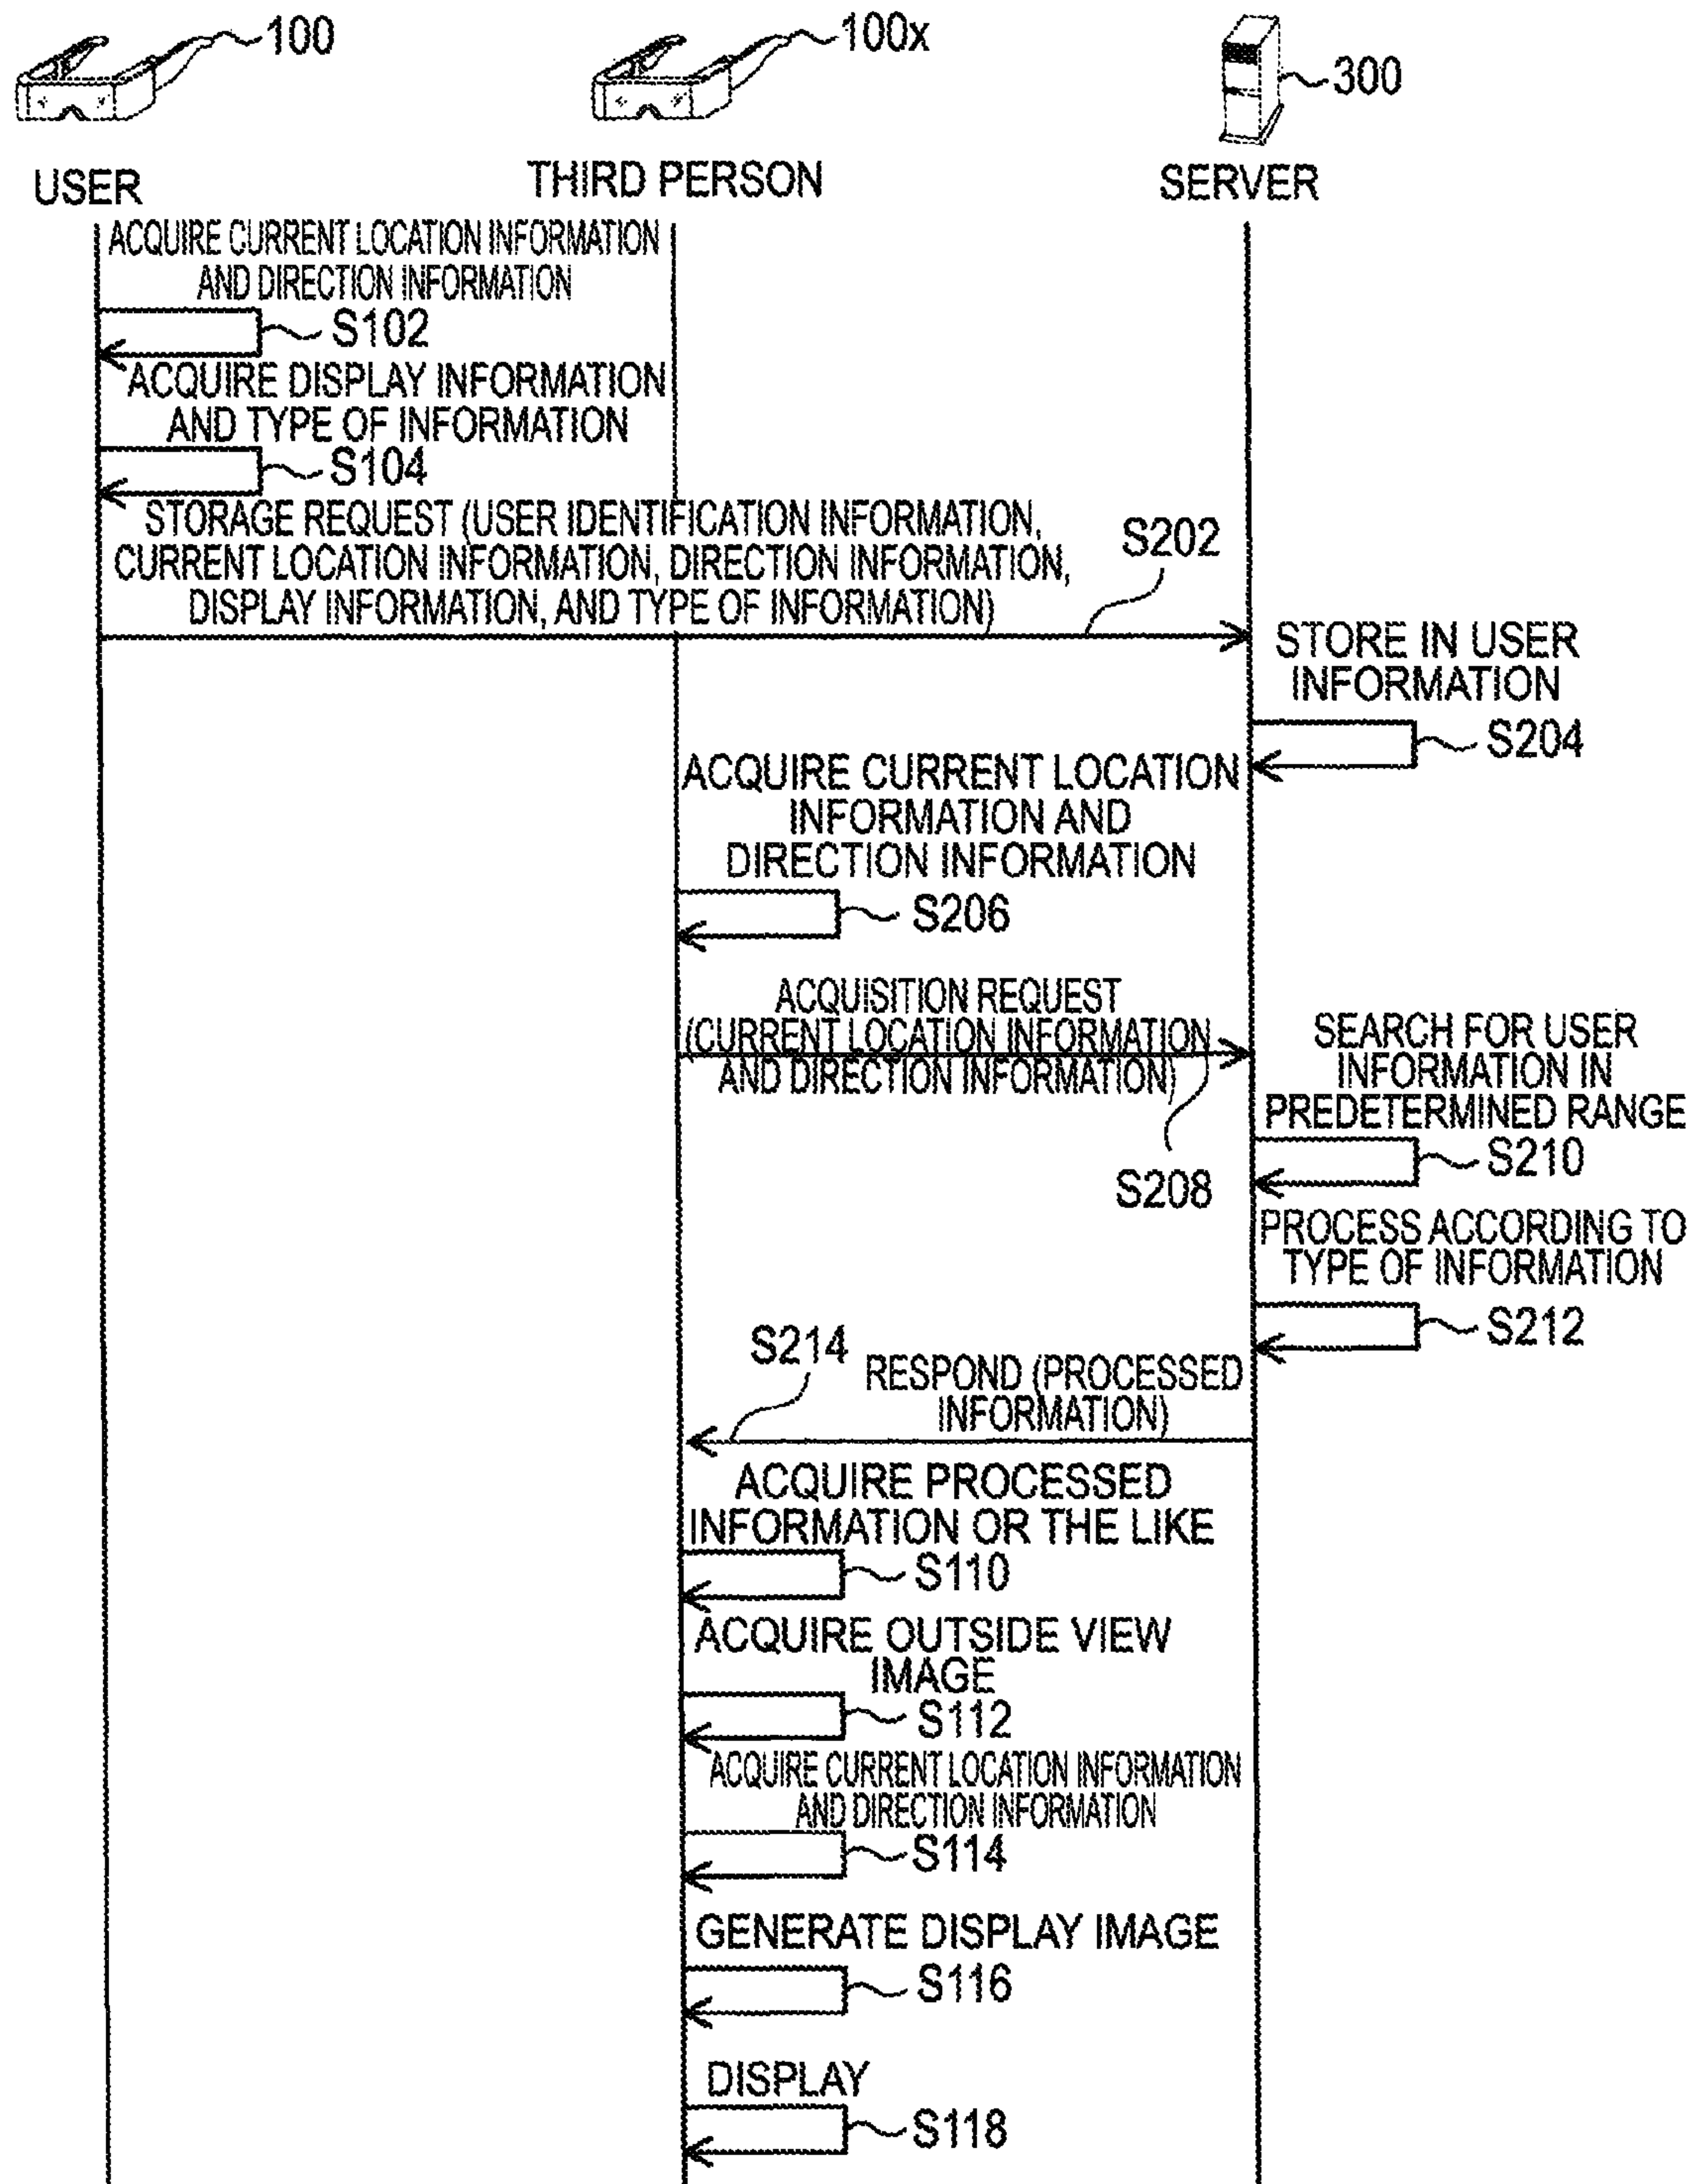 100
100x
300
USER
THIRD PERSON
SERVER
ACQUIRE CURRENT LOCATION INFORMATION
AND DIRECTION INFORMATION
S102
ACQUIRE DISPLAY INFORMATION
AND TYPE OF INFORMATION
S104
STORAGE REQUEST (USER IDENTIFICATION INFORMATION,
CURRENT LOCATION INFORMATION, DIRECTION INFORMATION,
DISPLAY INFORMATION, AND TYPE OF INFORMATION)
S202
STORE IN USER
INFORMATION
S204
ACQUIRE CURRENT LOCATION
INFORMATION AND
DIRECTION INFORMATION
S206
ACQUISITION REQUEST
(CURRENT LOCATION INFORMATION
AND DIRECTION INFORMATION)
S208
SEARCH FOR USER
INFORMATION IN
PREDETERMINED RANGE
S210
PROCESS ACCORDING TO
TYPE OF INFORMATION
S212
S214
RESPOND (PROCESSED
INFORMATION)
ACQUIRE PROCESSED
INFORMATION OR THE LIKE
S110
ACQUIRE OUTSIDE VIEW
IMAGE
S112
ACQUIRE CURRENT LOCATION INFORMATION
AND DIRECTION INFORMATION
S114
GENERATE DISPLAY IMAGE
S116
DISPLAY
S118